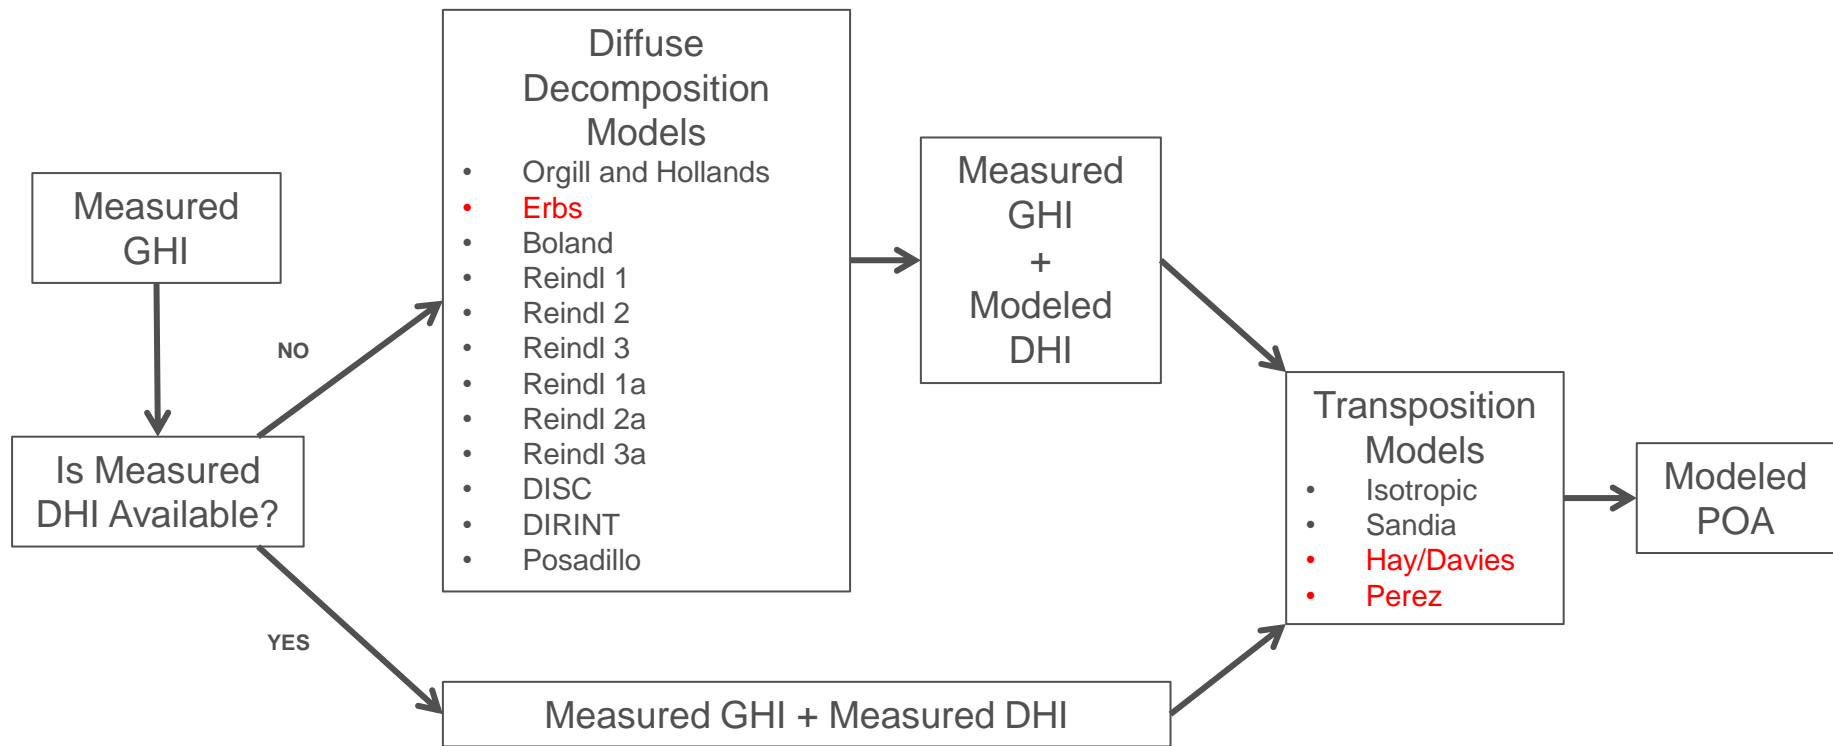 Measured
GHI
Is Measured
DHI Available?
NO
YES
Diffuse
Decomposition
Models
• Orgill and Hollands
• Erbs
• Boland
• Reindl 1
• Reindl 2
• Reindl 3
• Reindl 1a
• Reindl 2a
• Reindl 3a
• DISC
• DIRINT
• Posadillo
Measured
GHI
+
Modeled
DHI
Measured GHI + Measured DHI
Transposition
Models
• Isotropic
• Sandia
• Hay/Davies
• Perez
Modeled
POA